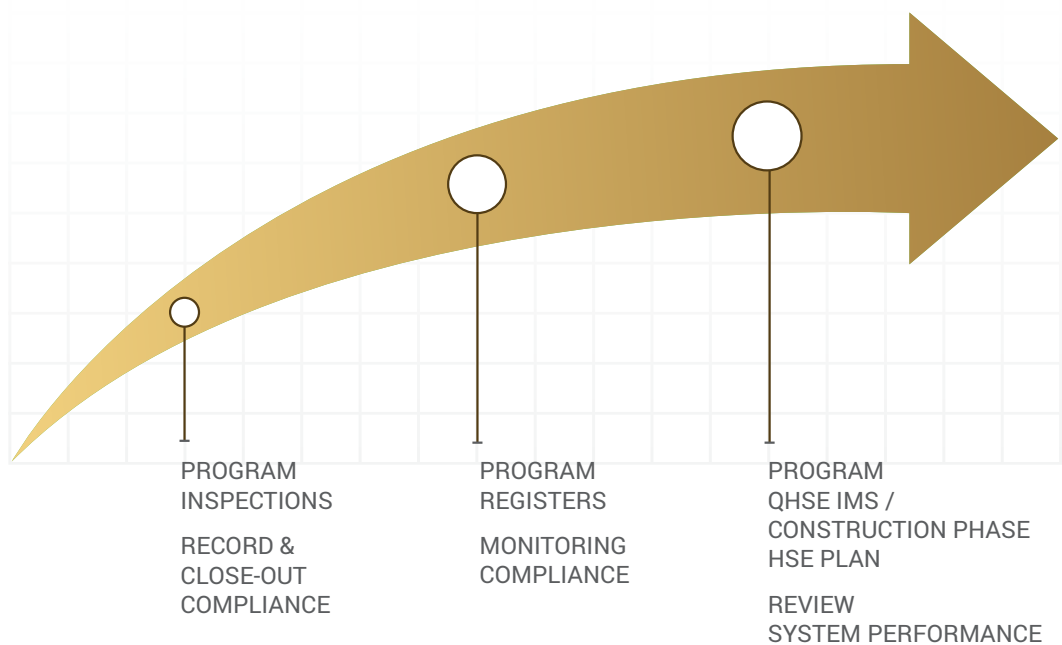 PROGRAM
INSPECTIONS
RECORD &
CLOSE-OUT
COMPLIANCE
PROGRAM
REGISTERS
MONITORING
COMPLIANCE
PROGRAM
QHSE IMS /
CONSTRUCTION PHASE
HSE PLAN
REVIEW
SYSTEM PERFORMANCE